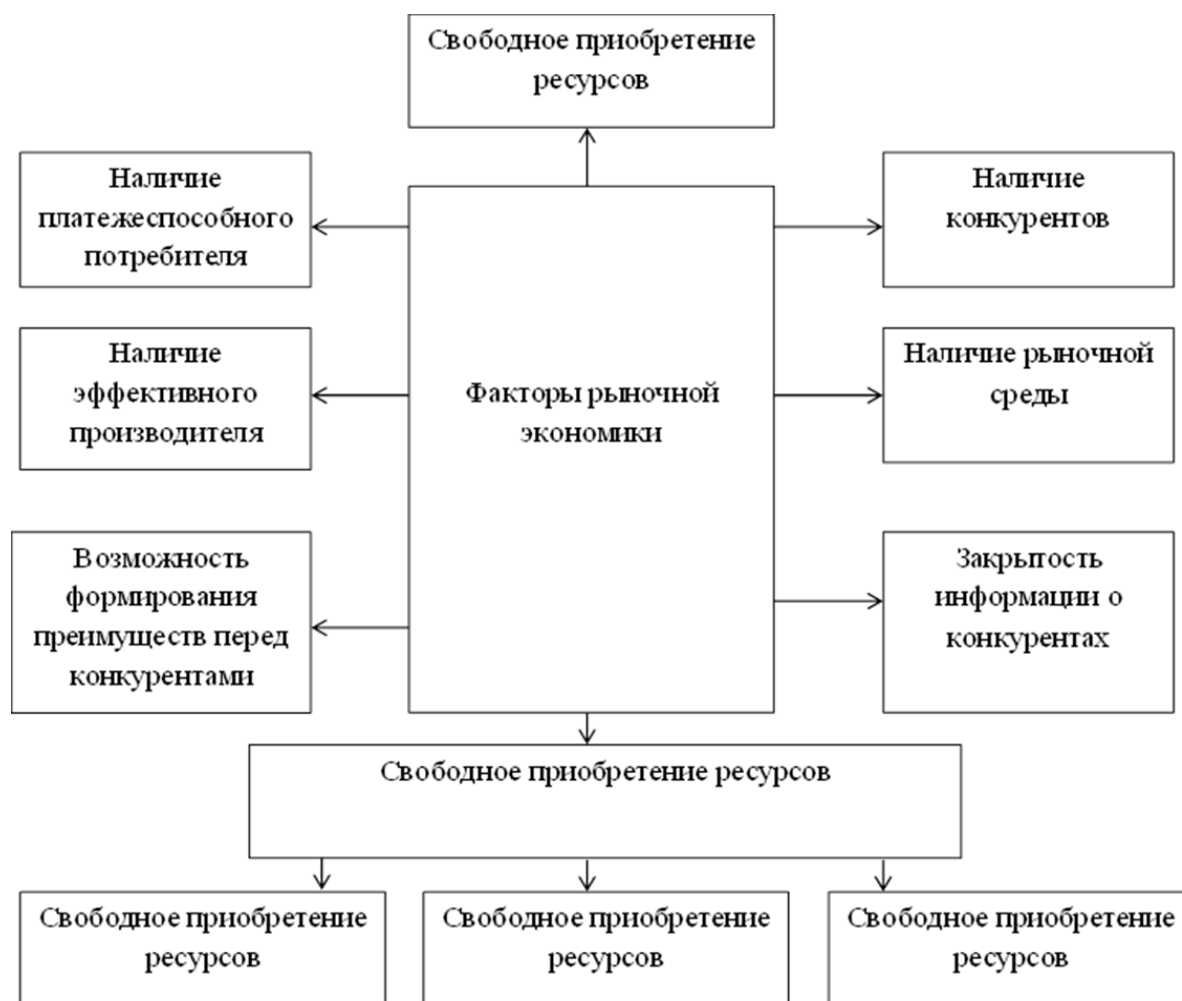 Свободное приобретение
ресурсов
Наличие
платежеспособного
потребителя
Наличие
конкурентов
Наличие
эффективного
производителя
Факторы рыночной
экономики
Наличие рыночной
среды
Возможность
формирования
преимуществ перед
конкурентами
Закрытость
информации о
конкурентах
Свободное приобретение ресурсов
Свободное приобретение
ресурсов
Свободное приобретение
ресурсов
Свободное приобретение
ресурсов